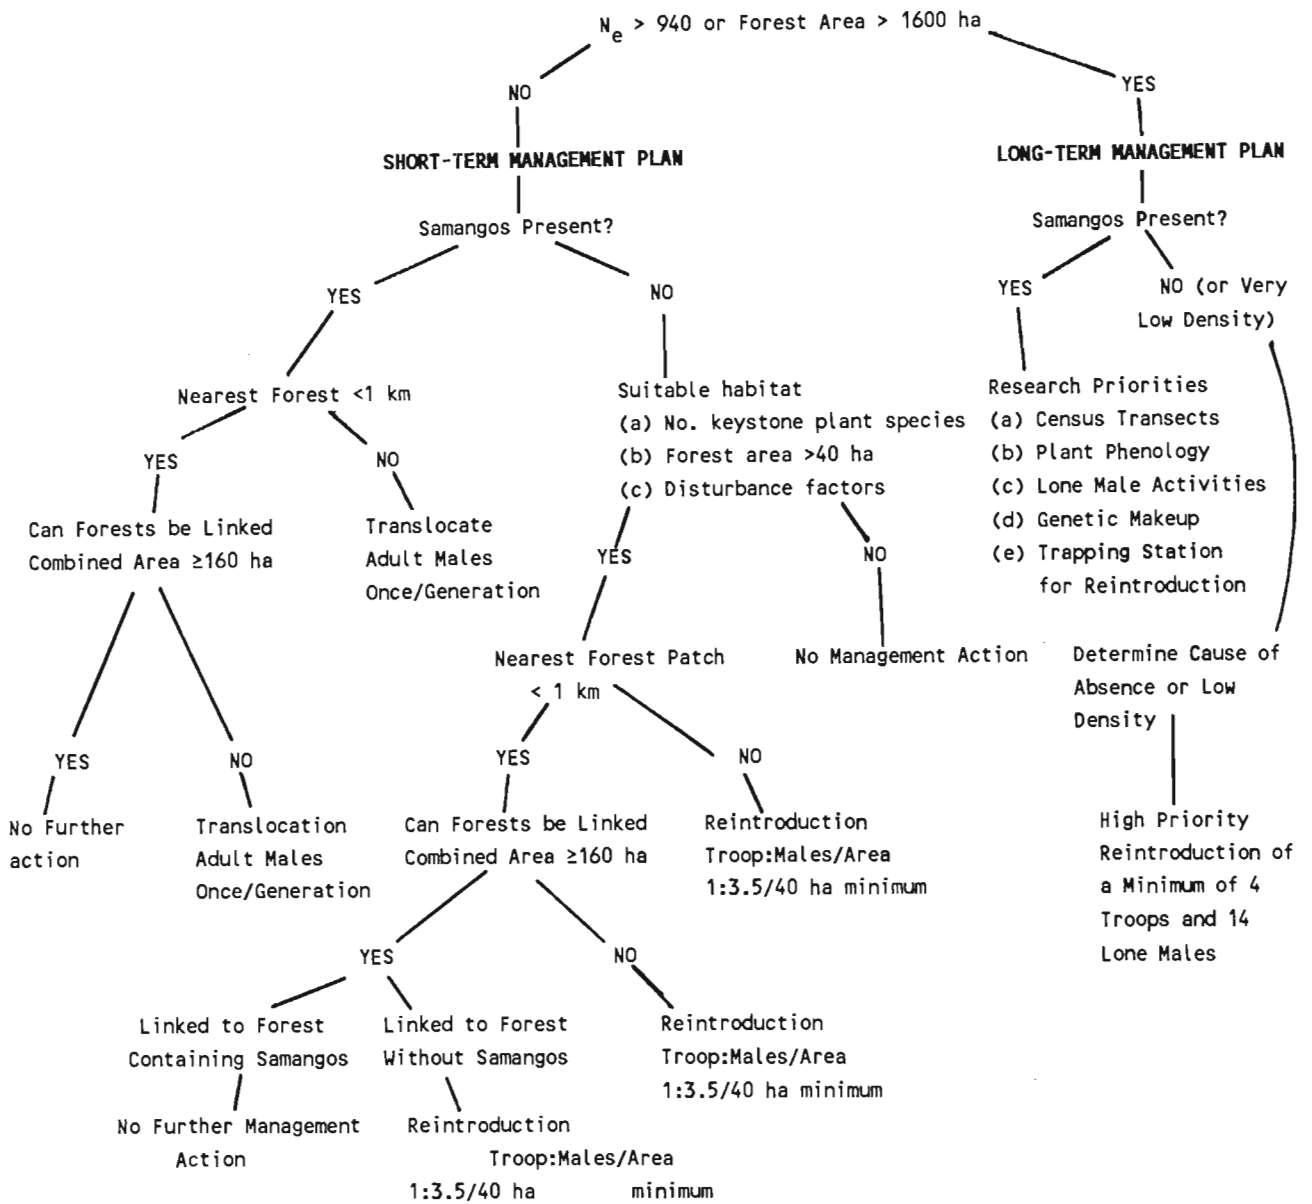 Ne > 940 or Forest Area > 1600 ha
NO
YES
SHORT-TERM MANAGEMENT PLAN
LONG-TERM MANAGEMENT PLAN
Samangos Present?
Samangos Present?
YES
NO
YES
NO (or Very
Low Density)
Nearest Forest <1 km
Suitable habitat
(a) No. keystone plant species
(b) Forest area >40 ha
(c) Disturbance factors
Research Priorities
(a) Census Transects
(b) Plant Phenology
(c) Lone Male Activities
(d) Genetic Makeup
(e) Trapping Station
for Reintroduction
YES
NO
Can Forests be Linked
Combined Area ≥160 ha
Translocate
Adult Males
Once/Generation
YES
NO
Nearest Forest Patch
< 1 km
No Management Action
Determine Cause of
Absence or Low
Density
YES
NO
YES
NO
No Further
action
Translocation
Adult Males
Once/Generation
Can Forests be Linked
Combined Area ≥160 ha
Reintroduction
Troop:Males/Area
1:3.5/40 ha minimum
High Priority
Reintroduction of
a Minimum of 4
Troops and 14
Lone Males
YES
NO
Linked to Forest
Containing Samangos
Linked to Forest
Without Samangos
Reintroduction
Troop:Males/Area
1:3.5/40 ha minimum
No Further Management
Action
Reintroduction
Troop:Males/Area
1:3.5/40 ha minimum